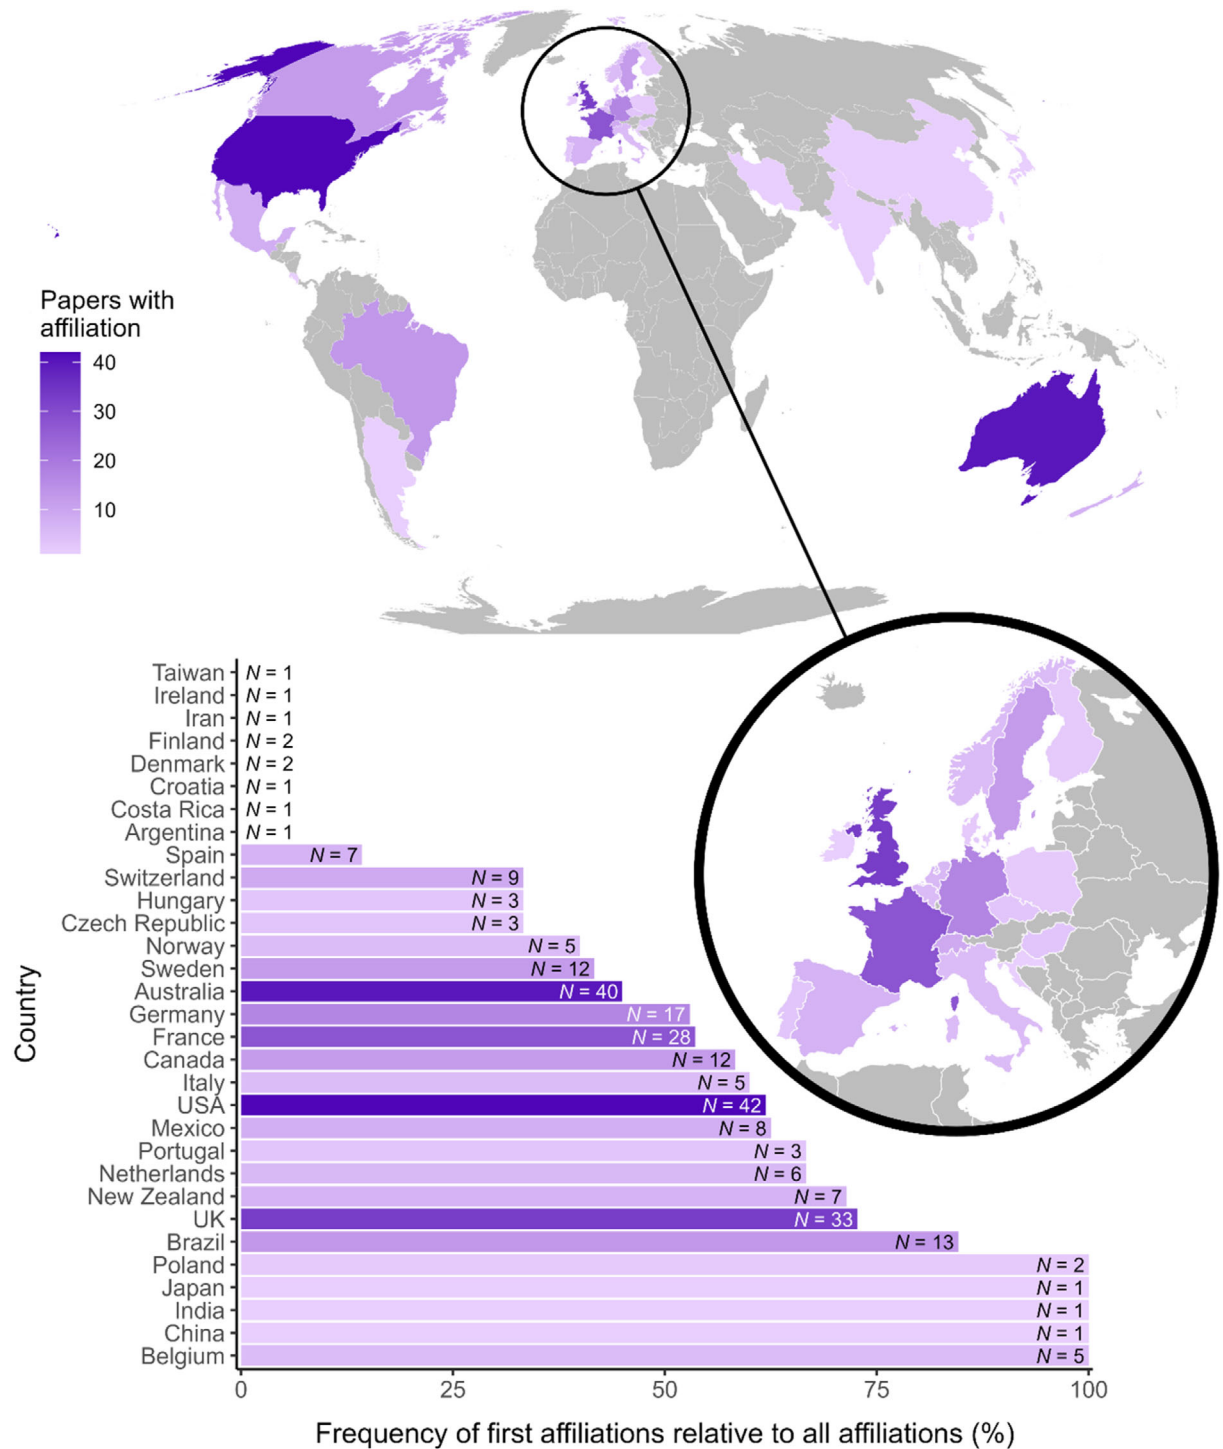 Papers with
affiliation
40
30
20
10
Taiwan N = 1
Ireland N = 1
Iran N = 1
Finland N = 2
Denmark N = 2
Croatia N = 1
Costa Rica N = 1
Argentina N = 1
Spain N = 7
Switzerland N = 9
Hungary N = 3
Czech Republic N = 3
Norway N = 5
Sweden N = 12
Australia N = 40
Germany N = 17
France N = 28
Canada N = 12
Italy N = 5
USA N = 42
Mexico N = 8
Portugal N = 3
Netherlands N = 6
New Zealand N = 7
UK N = 33
Brazil N = 13
Poland N = 2
Japan N = 1
India N = 1
China N = 1
Belgium N = 5
Country
0 25 50 75 100
Frequency of first affiliations relative to all affiliations (%)